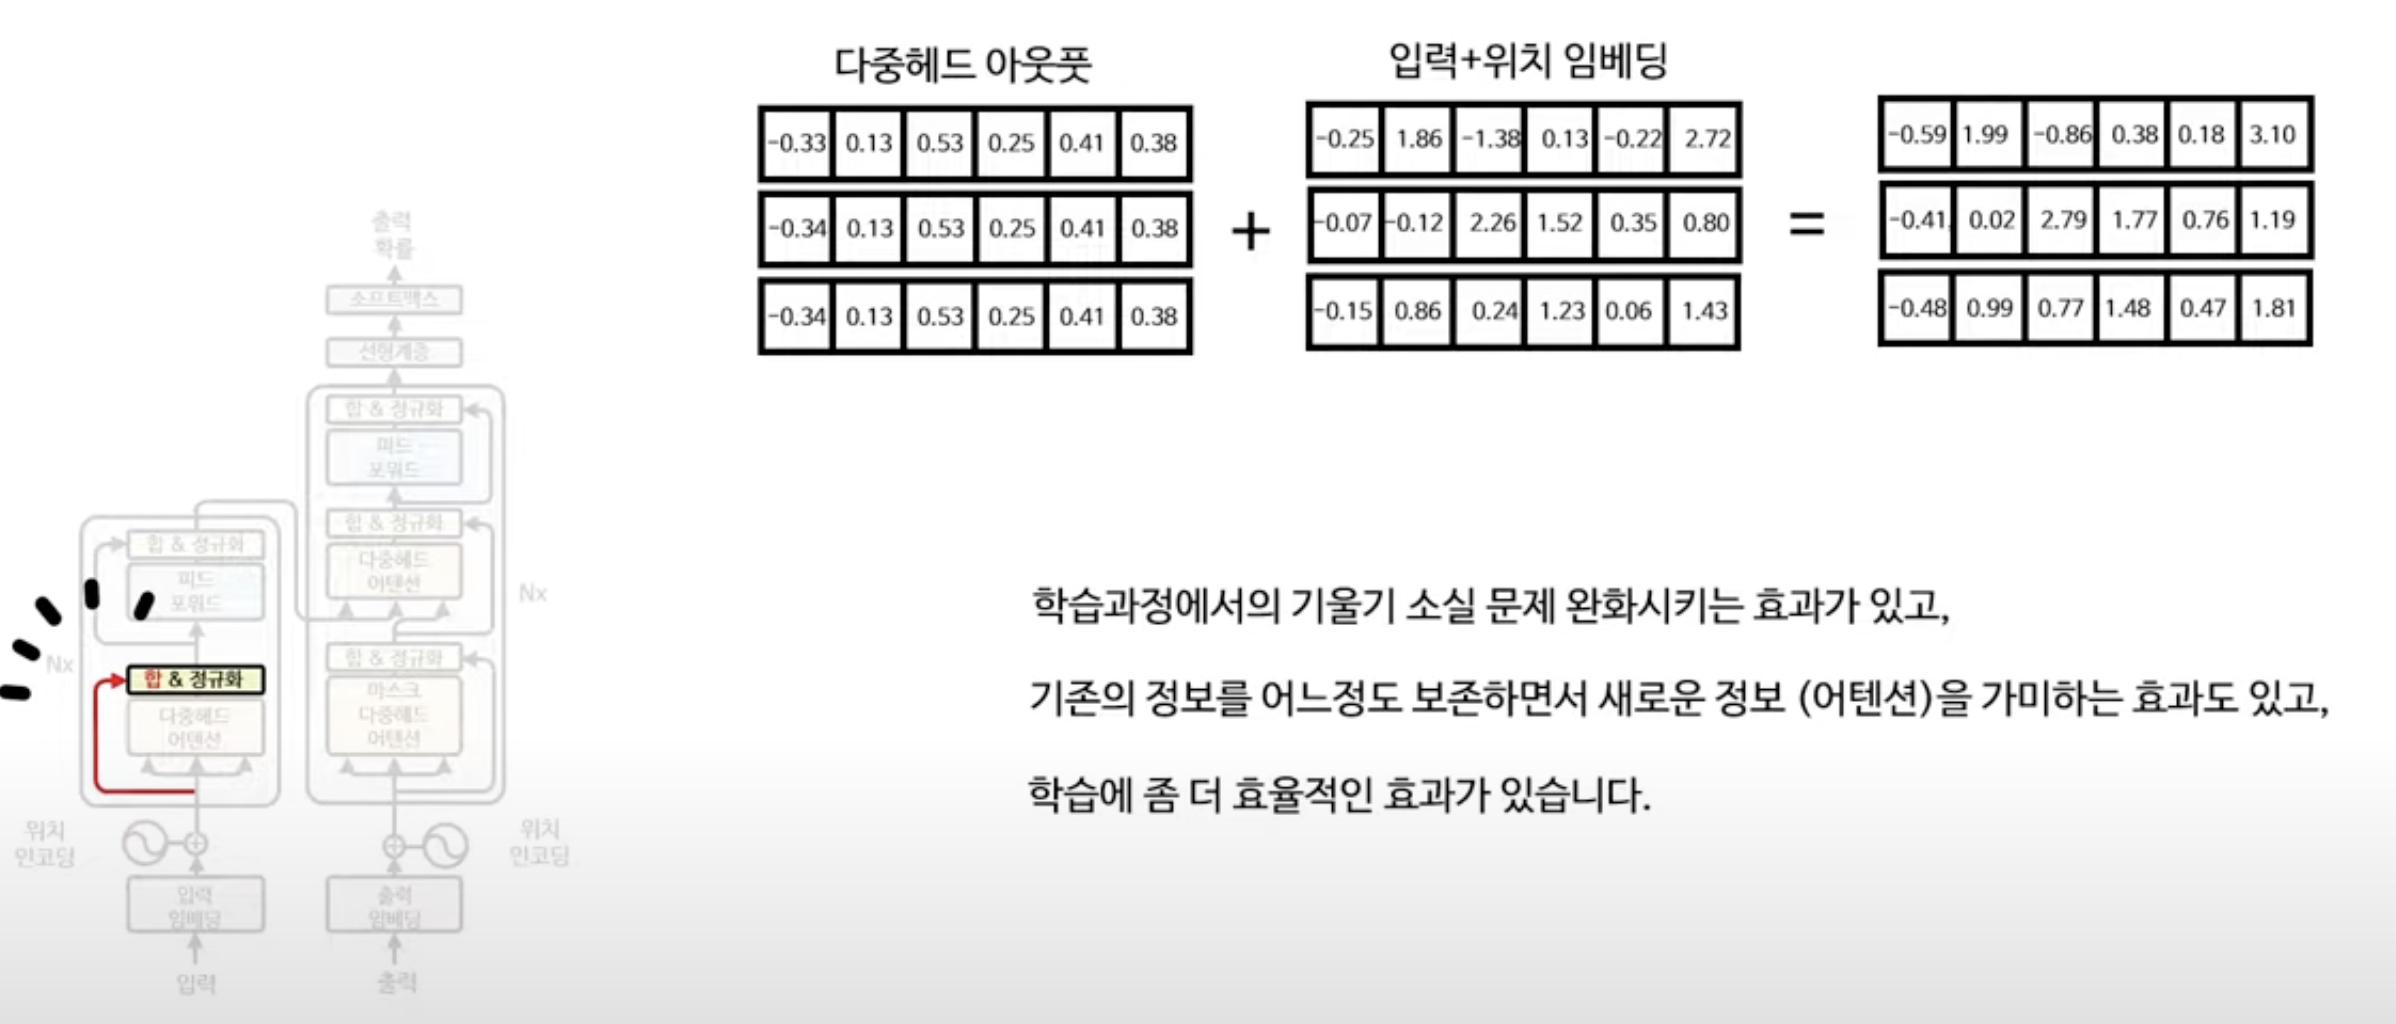 다중헤드 아웃풋
입력+위치 임베딩
-0.33 0.13 0.53 0.25 0.41 0.38
-0.34 0.13 0.53 0.25 0.41 0.38
-0.34 0.13 0.53 0.25 0.41 0.38
+
-0.25 1.86 -1.38 0.13 -0.22 2.72
-0.07 -0.12 2.26 1.52 0.35 0.80
-0.15 0.86 0.24 1.23 0.06 1.43
=
-0.59 1.99 -0.86 0.38 0.18 3.10
-0.41 0.02 2.79 1.77 0.76 1.19
-0.48 0.99 0.77 1.48 0.47 1.81
학습과정에서의 기울기 소실 문제 완화시키는 효과가 있고,
기존의 정보를 어느정도 보존하면서 새로운 정보 (어텐션)을 가미하는 효과도 있고,
학습에 좀 더 효율적인 효과가 있습니다.
출력
확률
소프트맥스
선형계층
합 & 정규화
피드
포워드
합 & 정규화
다중헤드
어텐션
Nx
합 & 정규화
마스크
다중헤드
어텐션
합 & 정규화
피드
포워드
Nx
합 & 정규화
다중헤드
어텐션
위치
인코딩
위치
인코딩
입력
임베딩
출력
임베딩
입력
출력